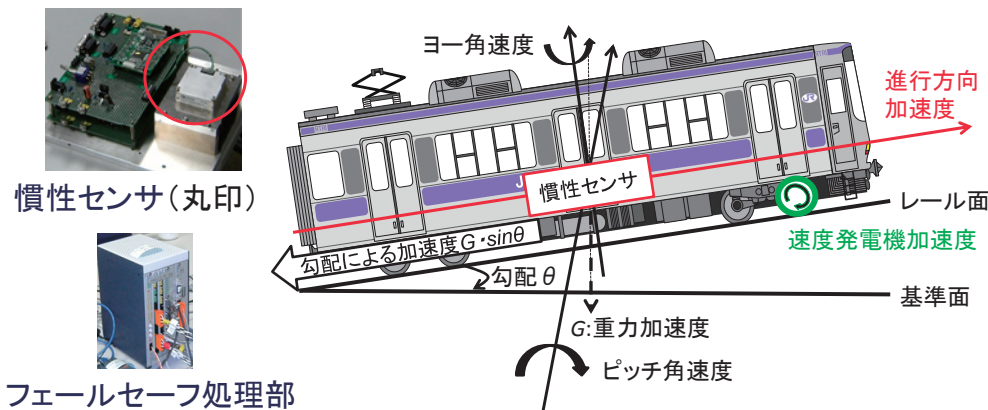 慣性センサ(丸印)
フェールセーフ処理部
ヨー角速度
進行方向
加速度
JR
J
慣性センサ
レール面
速度発電機加速度
勾配による加速度G・sinθ
勾配 θ
基準面
G:重力加速度
ピッチ角速度